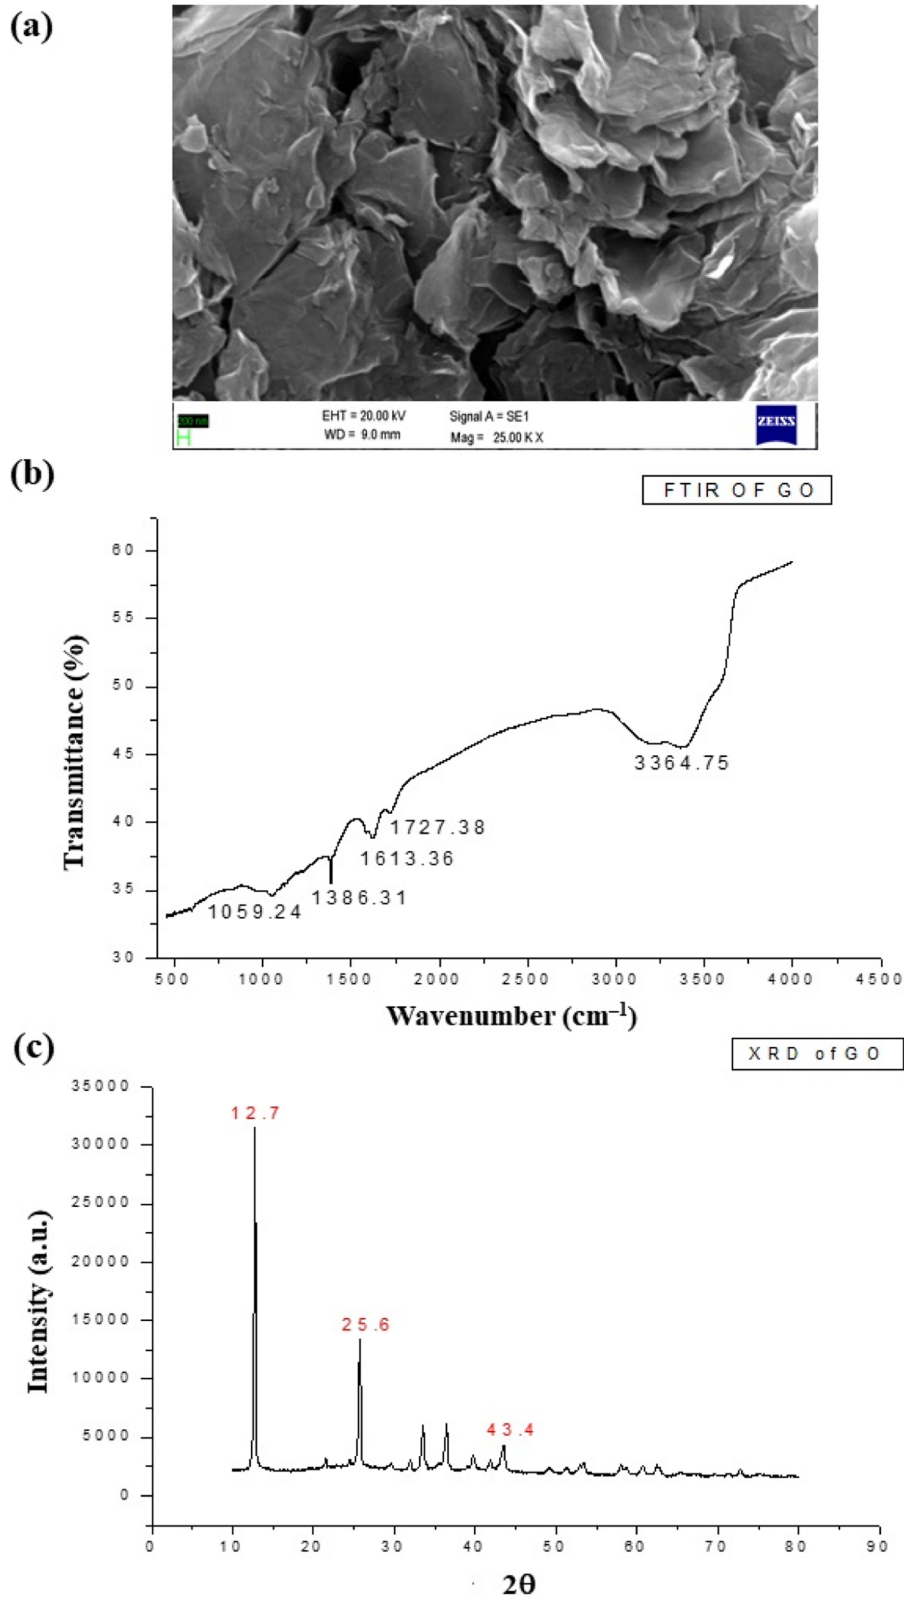 (a)
200 nm
EHT = 20.00 kV Signal A = SE1
WD = 9.0 mm Mag = 25.00 K X
ZEISS
(b)
FTIR OF GO
60
55
50
45
40
35
30
Transmittance (%)
3364.75
1727.38
1613.36
1386.31
1059.24
500 1000 1500 2000 2500 3000 3500 4000 4500
Wavenumber (cm⁻¹)
(c)
XRD of GO
35000
30000
25000
20000
15000
10000
5000
0
Intensity (a.u.)
12.7
25.6
43.4
0 10 20 30 40 50 60 70 80 90
2θ